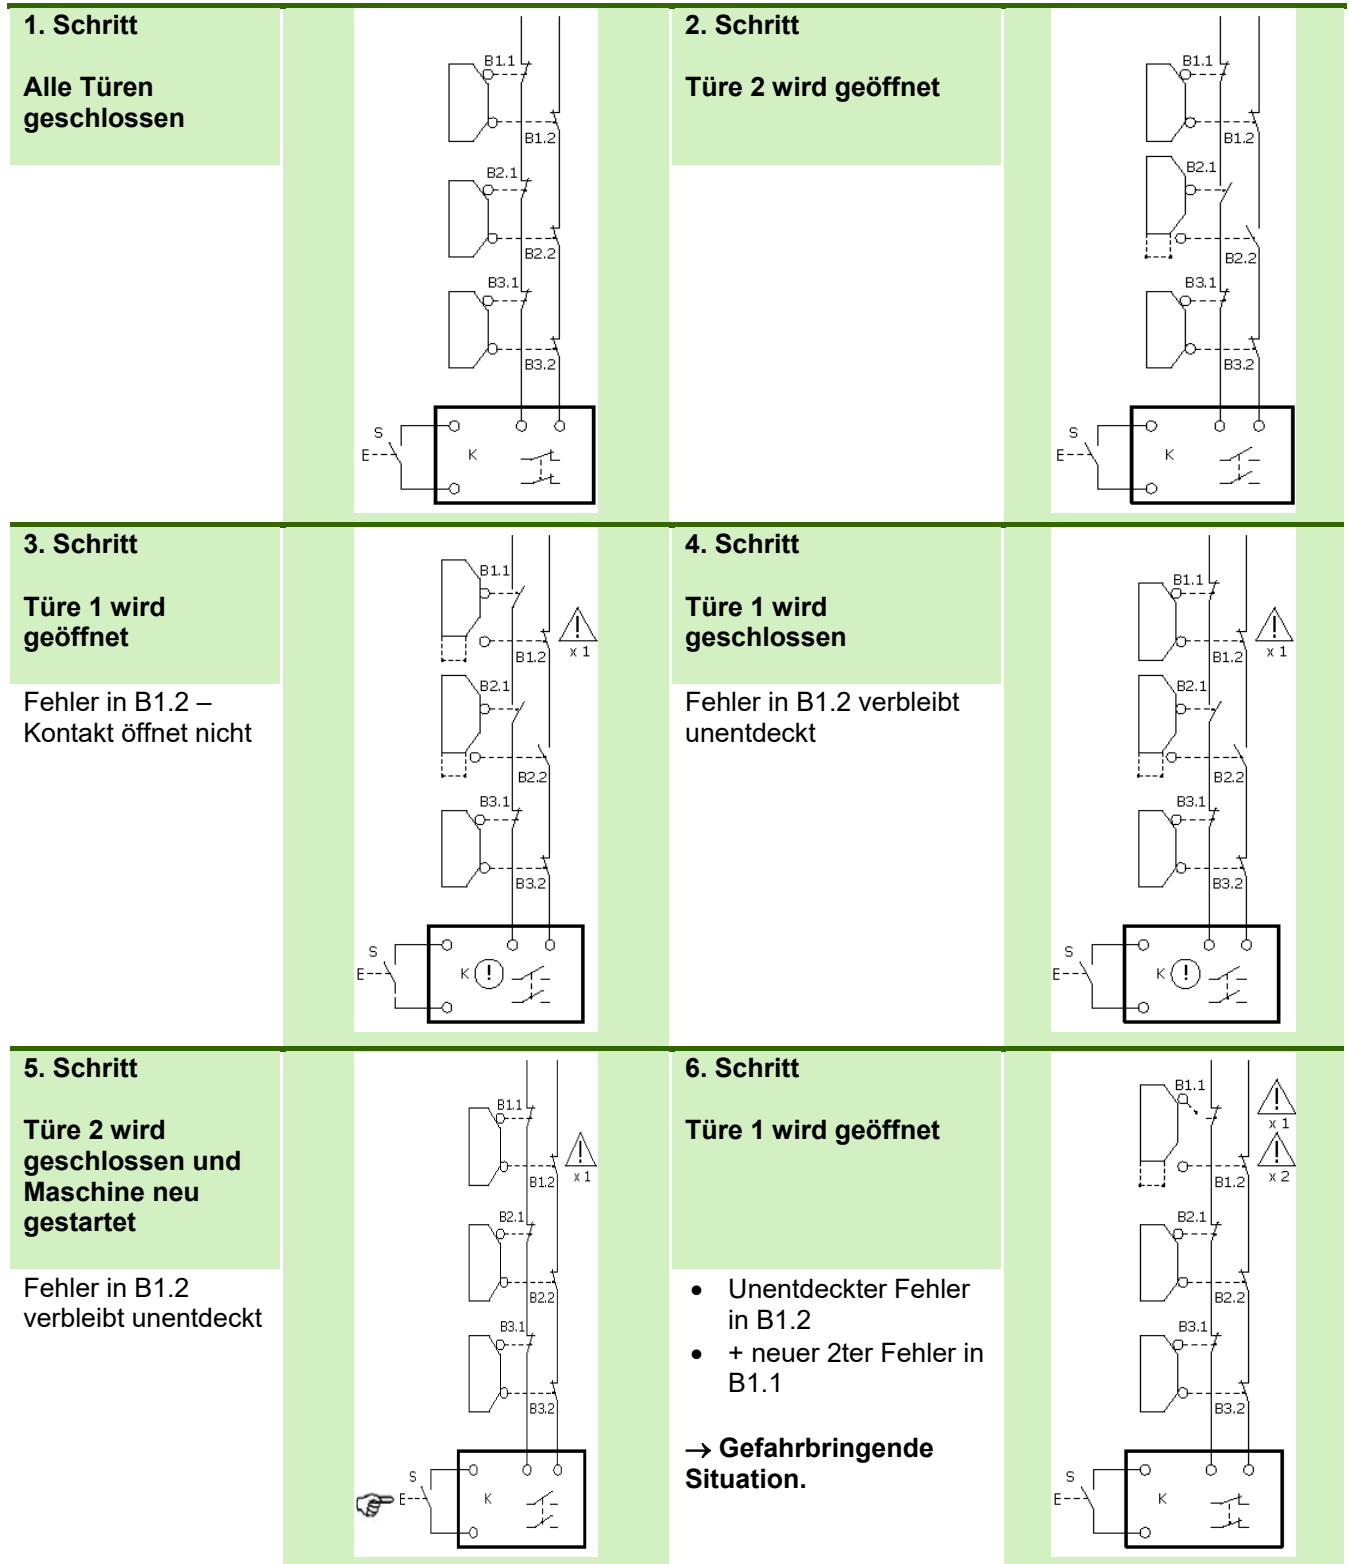 1. Schritt
Alle Türen
geschlossen
B1.1
B1.2
B2.1
B2.2
B3.1
B3.2
S
E
K
2. Schritt
Türe 2 wird geöffnet
B1.1
B1.2
B2.1
B2.2
B3.1
B3.2
S
E
K
3. Schritt
Türe 1 wird
geöffnet
Fehler in B1.2 –
Kontakt öffnet nicht
B1.1
!
B1.2
x 1
B2.1
B2.2
B3.1
B3.2
S
E
K !
4. Schritt
Türe 1 wird
geschlossen
Fehler in B1.2 verbleibt
unentdeckt
B1.1
!
B1.2
x 1
B2.1
B2.2
B3.1
B3.2
S
E
K !
5. Schritt
Türe 2 wird
geschlossen und
Maschine neu
gestartet
Fehler in B1.2
verbleibt unentdeckt
B1.1
!
B1.2
x 1
B2.1
B2.2
B3.1
B3.2
S
E
K
6. Schritt
Türe 1 wird geöffnet
• Unentdeckter Fehler
in B1.2
• + neuer 2ter Fehler in
B1.1
→ Gefahrbringende
Situation.
B1.1
!
x 1
!
B1.2
x 2
B2.1
B2.2
B3.1
B3.2
S
E
K